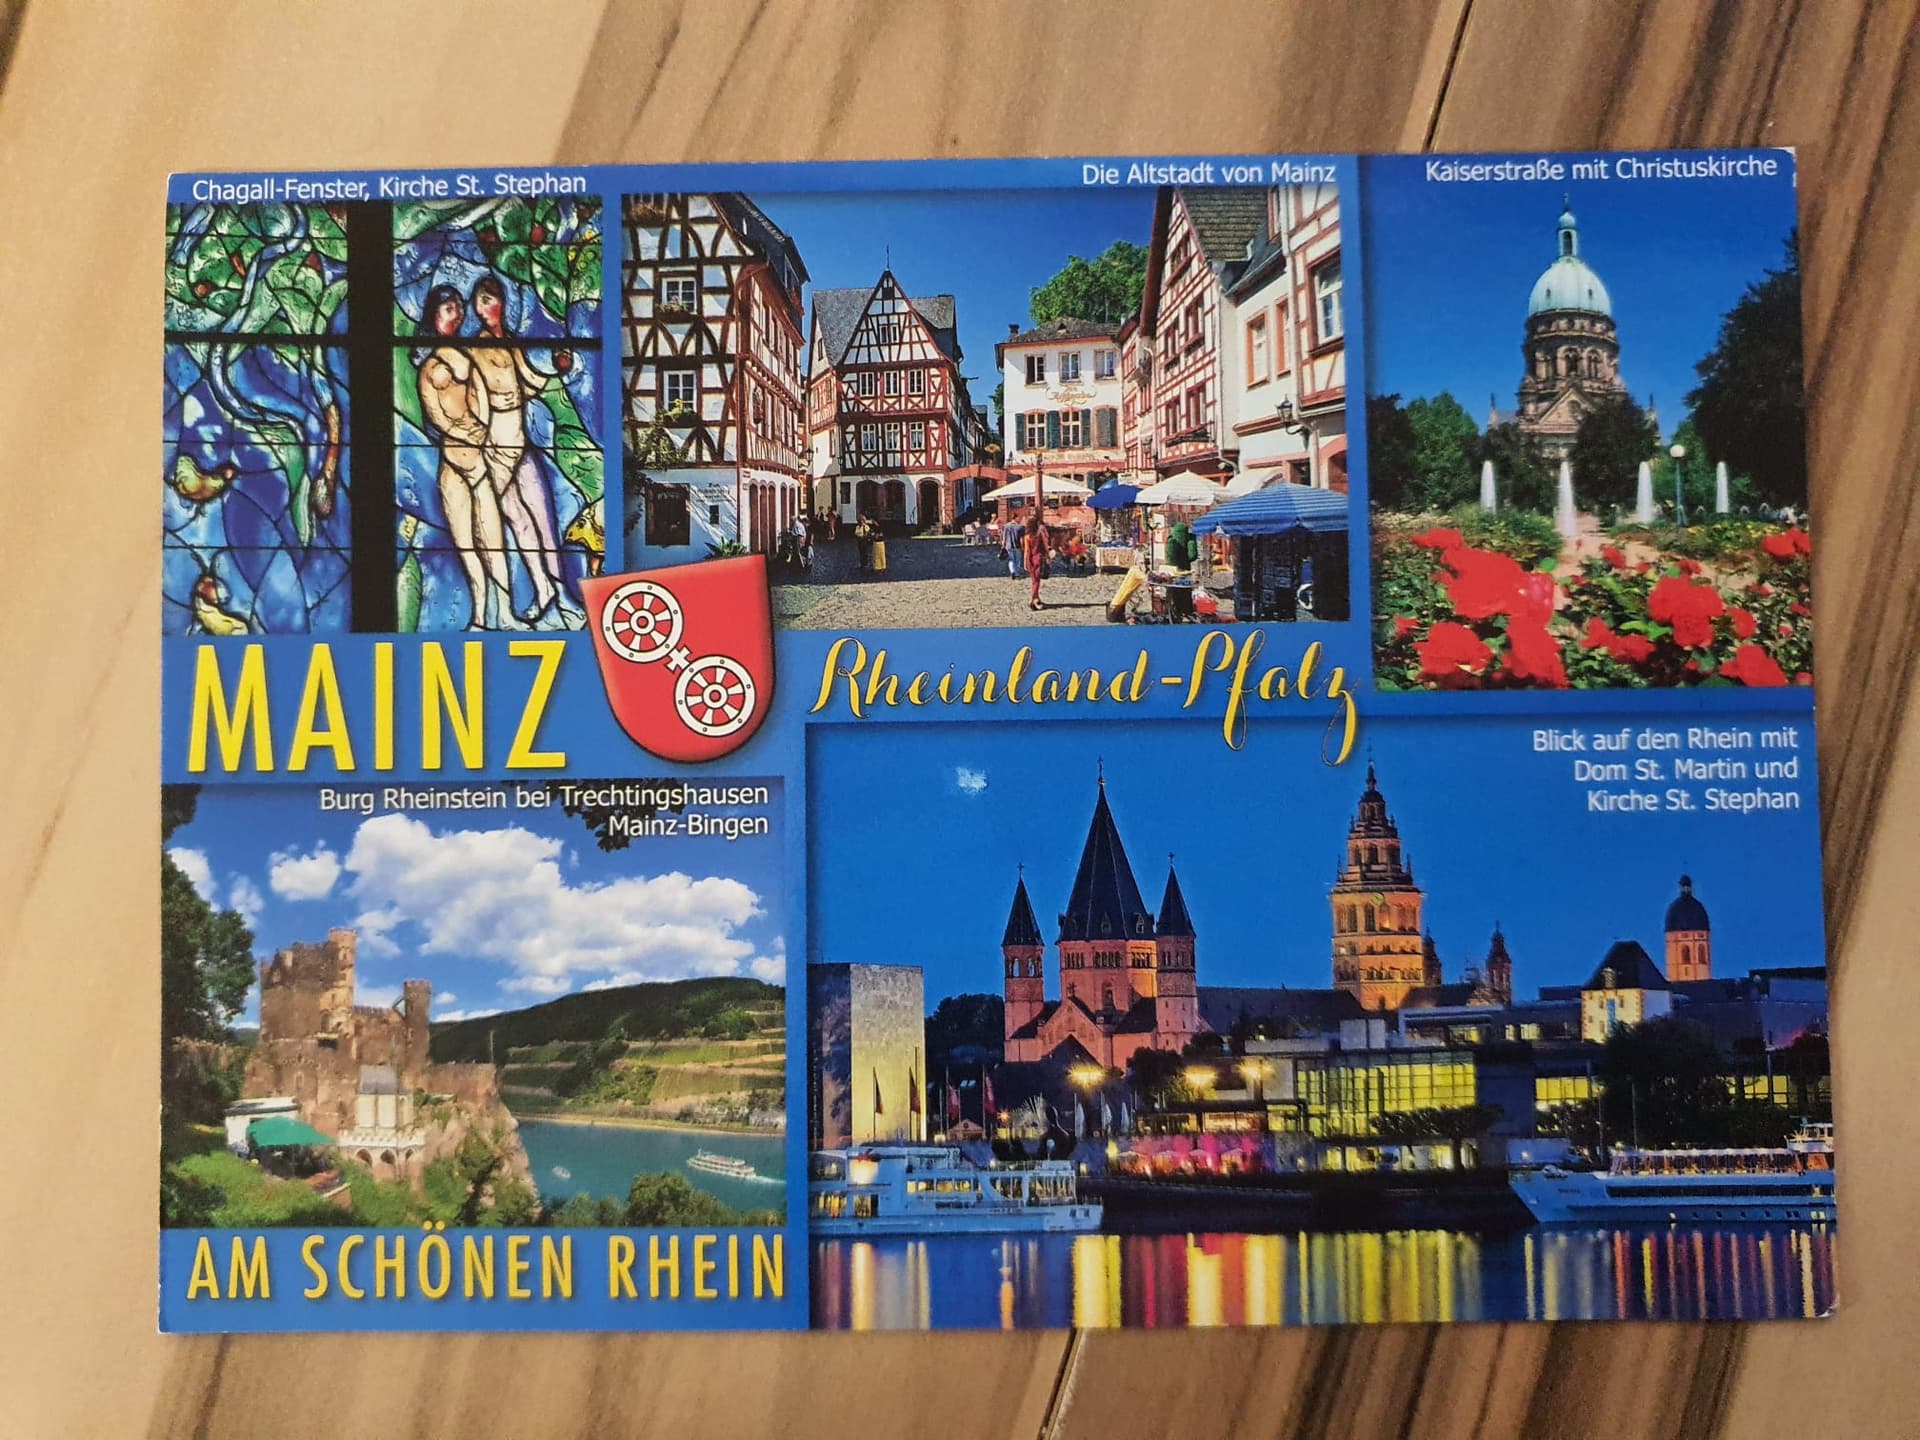 Chagall-Fenster, Kirche St. Stephan
Die Altstadt von Mainz
Kaiserstraße mit Christuskirche
MAINZ
Rheinland-Pfalz
Burg Rheinstein bei Trechtingshausen
Mainz-Bingen
Blick auf den Rhein mit
Dom St. Martin und
Kirche St. Stephan
AM SCHÖNEN RHEIN